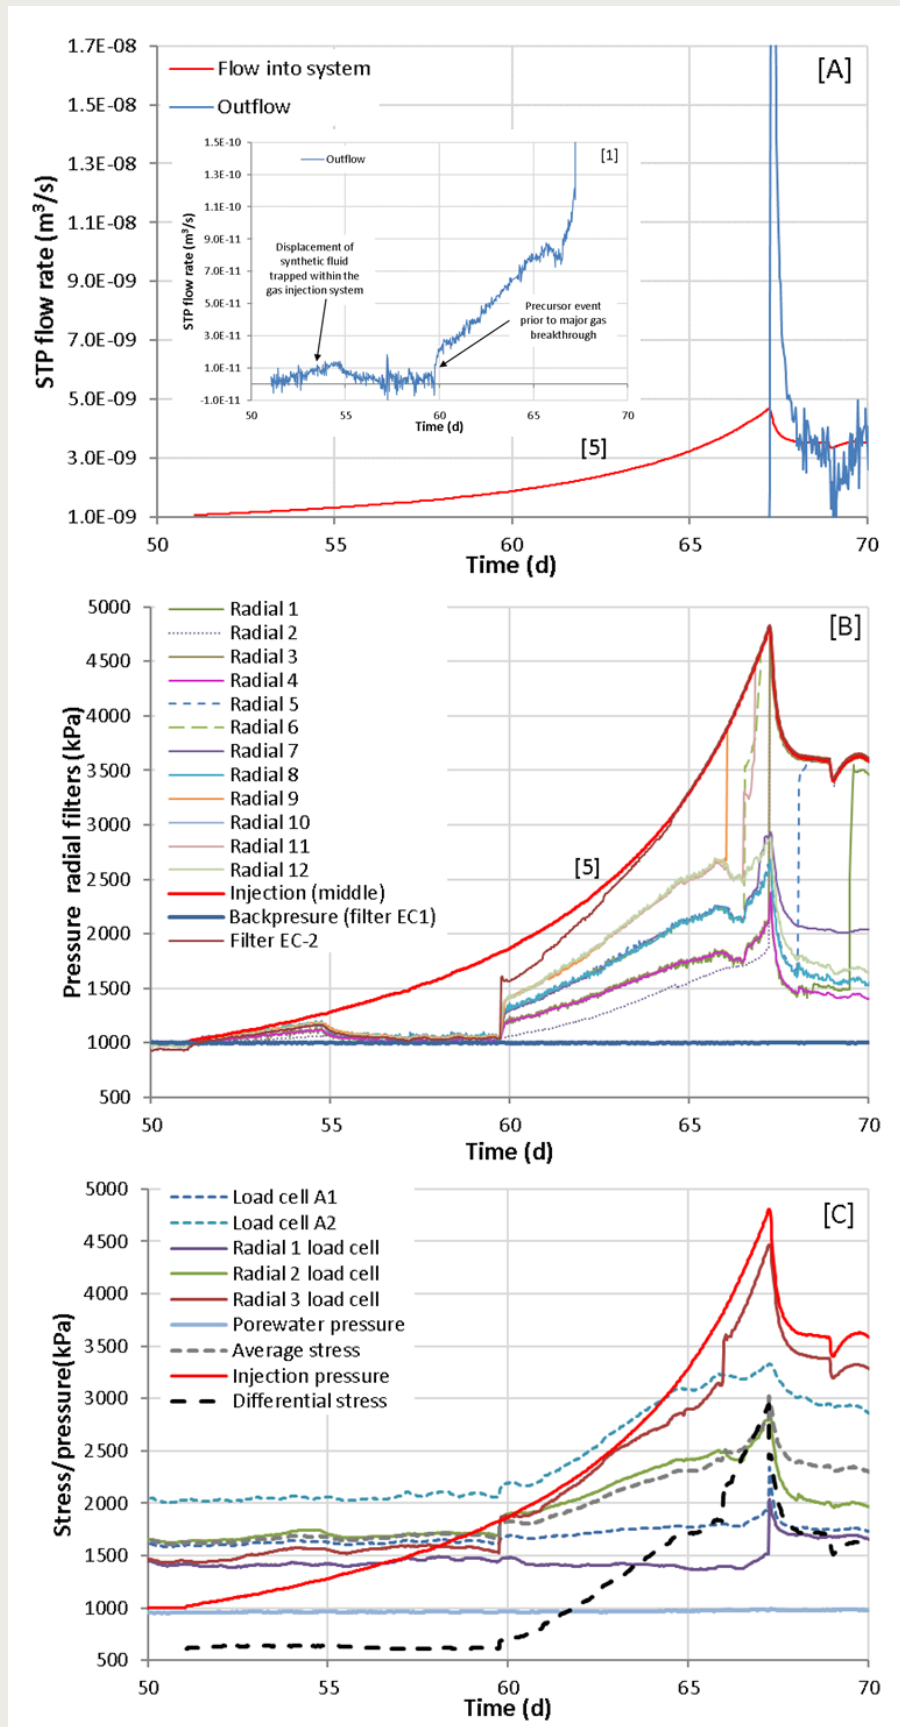 [A]
1.7E-08
1.5E-08
1.3E-08
1.1E-08
9.0E-09
7.0E-09
5.0E-09
3.0E-09
1.0E-09
STP flow rate (m³/s)
Flow into system
Outflow
[1]
1.5E-10
1.3E-10
1.1E-10
9.0E-11
7.0E-11
5.0E-11
3.0E-11
1.0E-11
-1.0E-11
STP flow rate (m³/s)
Outflow
Displacement of
synthetic fluid
trapped within the
gas injection system
Precursor event
prior to major gas
breakthrough
50 55 60 65 70
Time (d)
[5]
50 55 60 65 70
Time (d)
[B]
5000
4500
4000
3500
3000
2500
2000
1500
1000
500
Pressure radial filters (kPa)
Radial 1
Radial 2
Radial 3
Radial 4
Radial 5
Radial 6
Radial 7
Radial 8
Radial 9
Radial 10
Radial 11
Radial 12
Injection (middle)
Backpresure (filter EC1)
Filter EC-2
[5]
50 55 60 65 70
Time (d)
[C]
5000
4500
4000
3500
3000
2500
2000
1500
1000
500
Stress/pressure(kPa)
Load cell A1
Load cell A2
Radial 1 load cell
Radial 2 load cell
Radial 3 load cell
Porewater pressure
Average stress
Injection pressure
Differential stress
50 55 60 65 70
Time (d)